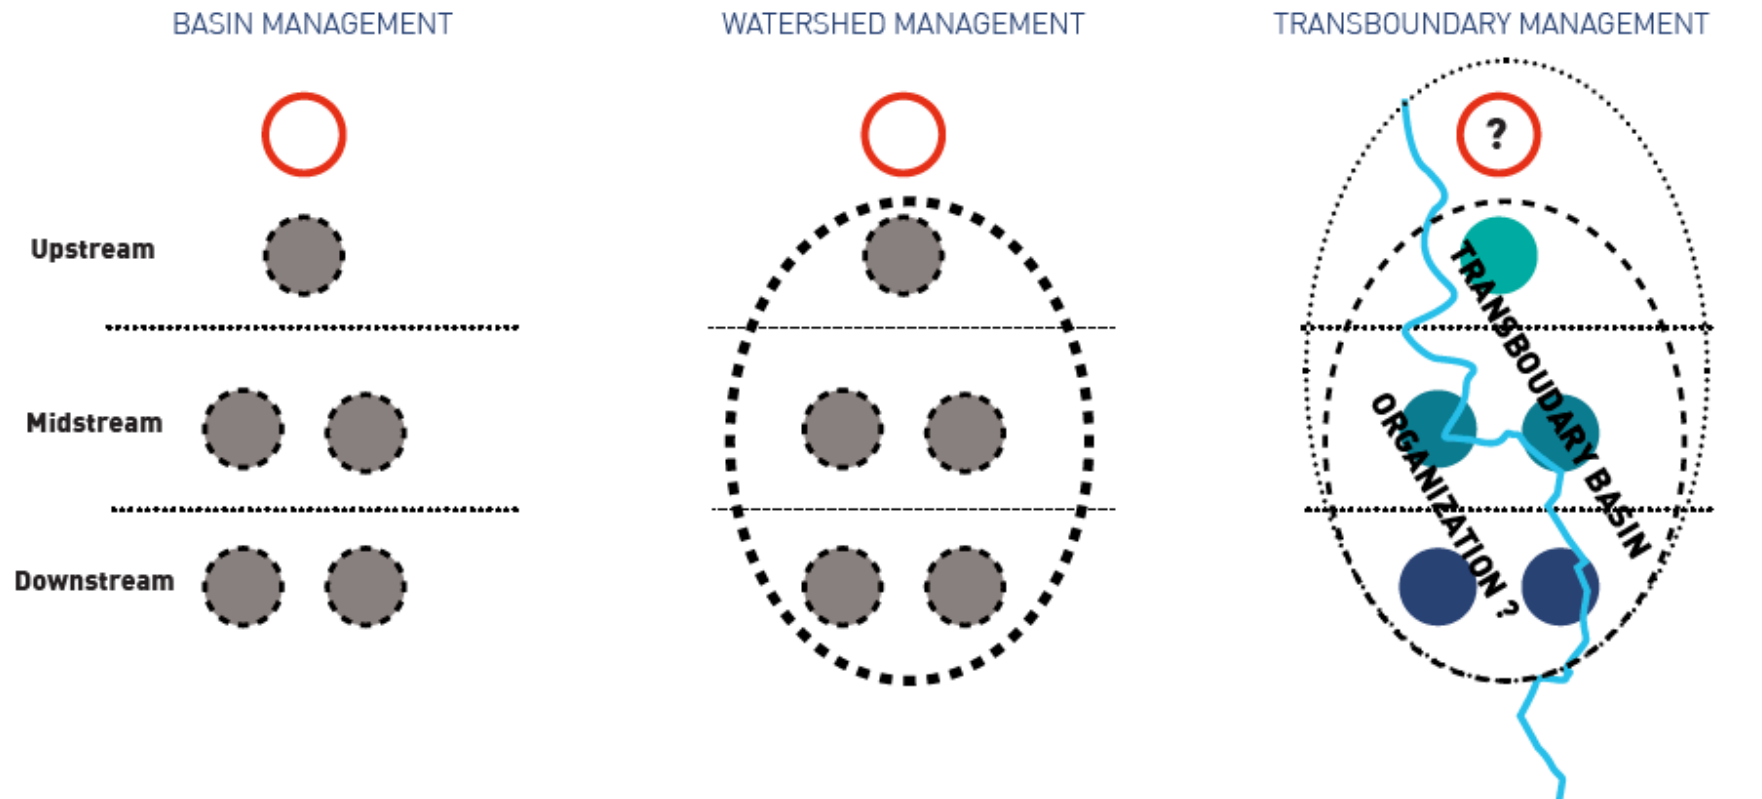 BASIN MANAGEMENT
WATERSHED MANAGEMENT
TRANSBOUNDARY MANAGEMENT
?
Upstream
Midstream
Downstream
TRANSBOUDARY BASIN
ORGANIZATION ?